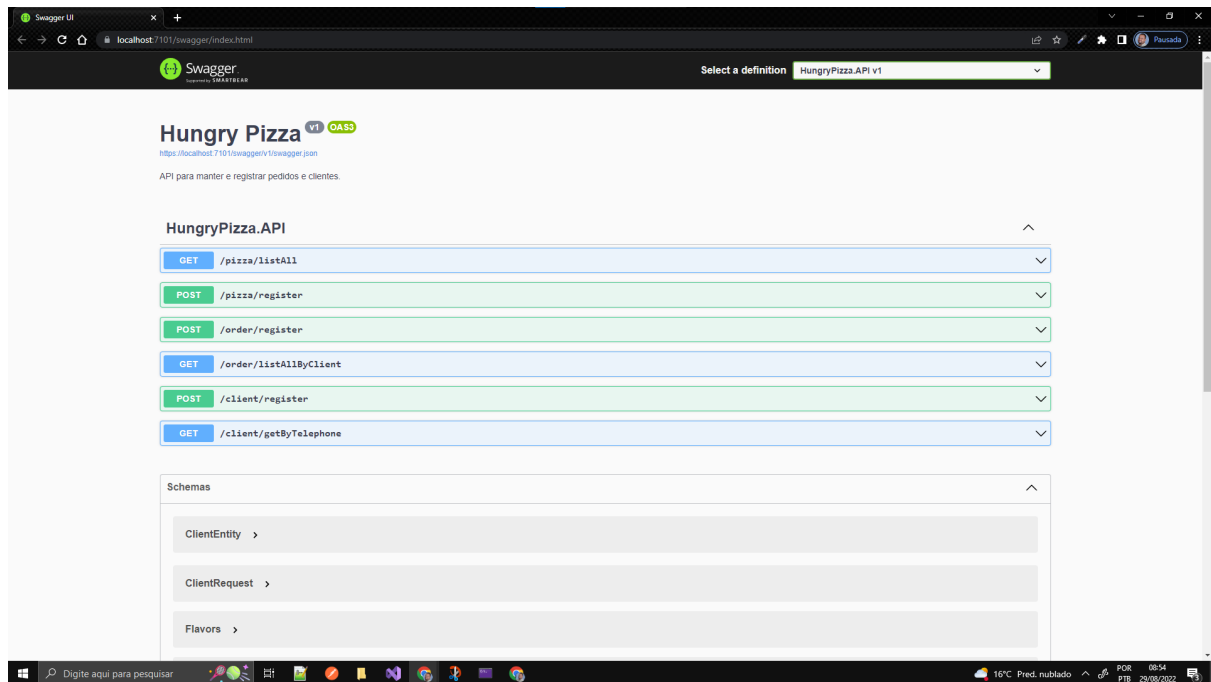 Swagger UI
localhost:7101/swagger/index.html
Pausada
Swagger
Supported by SMARTBEAR
Select a definition
HungryPizza.API v1
Hungry Pizza v1 OAS3
https://localhost:7101/swagger/v1/swagger.json
API para manter e registrar pedidos e clientes.
HungryPizza.API
GET /pizza/listAll
POST /pizza/register
POST /order/register
GET /order/listAllByClient
POST /client/register
GET /client/getByTelephone
Schemas
ClientEntity
ClientRequest
Flavors
Digite aqui para pesquisar
16°C Pred. nublado
POR
PTB
08:54
29/08/2022
3